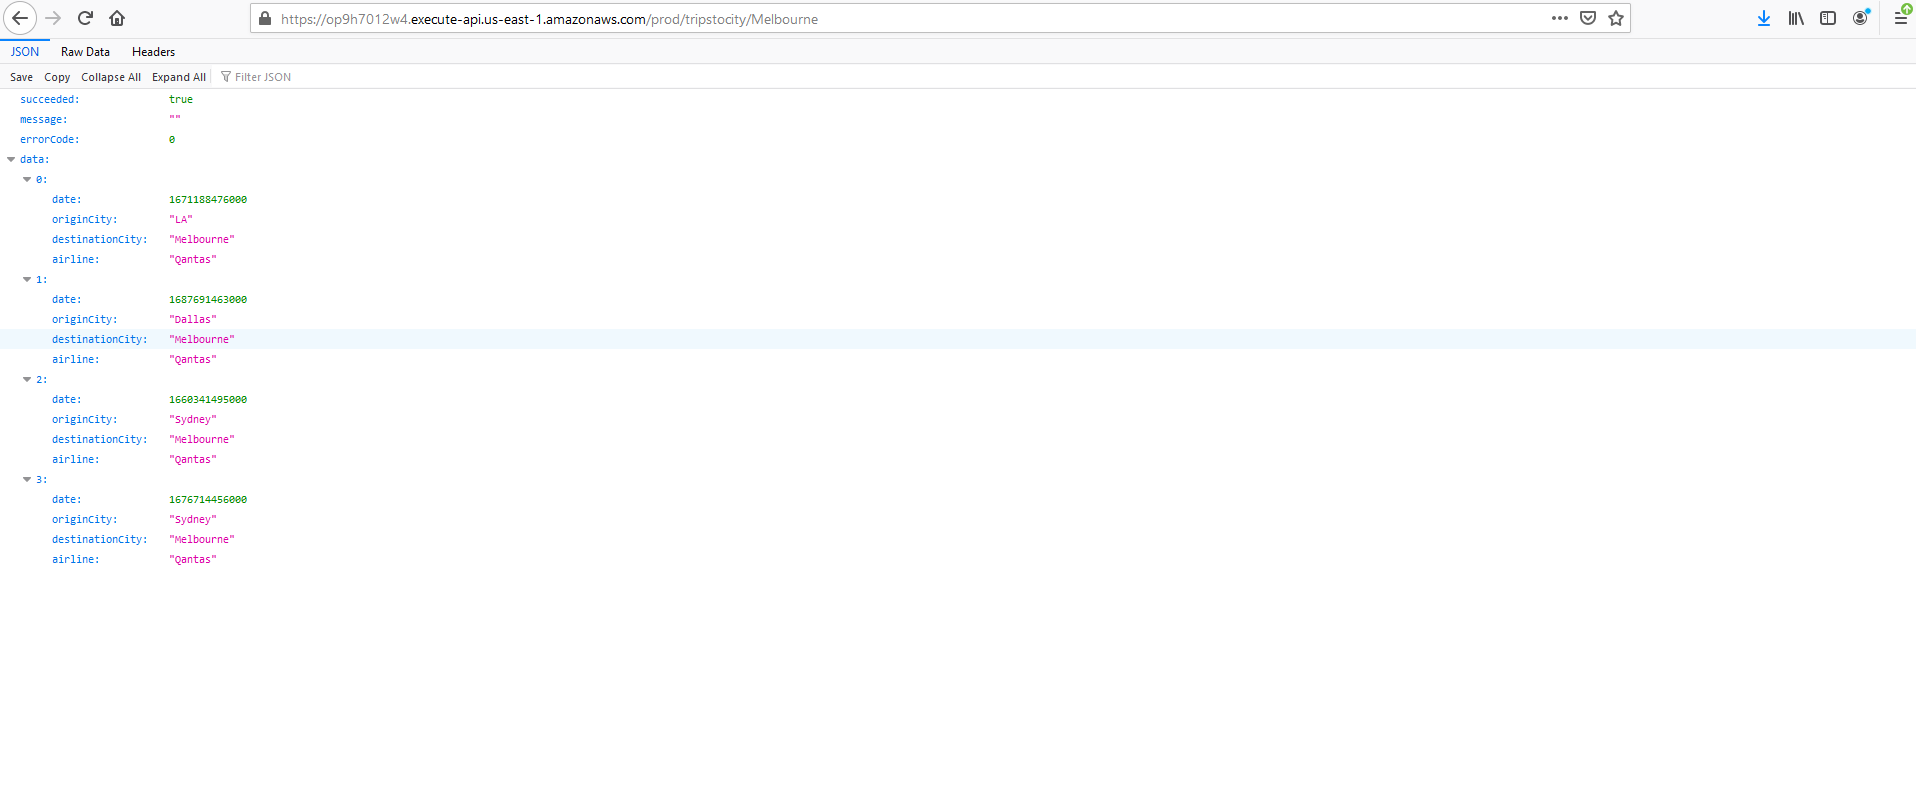 https://op9h7012w4.execute-api.us-east-1.amazonaws.com/prod/tripstocity/Melbourne
JSON Raw Data Headers
Save Copy Collapse All Expand All Filter JSON
succeeded: true
message: ""
errorCode: 0
data:
0:
date: 1671188476000
originCity: "LA"
destinationCity: "Melbourne"
airline: "Qantas"
1:
date: 1687691463000
originCity: "Dallas"
destinationCity: "Melbourne"
airline: "Qantas"
2:
date: 1660341495000
originCity: "Sydney"
destinationCity: "Melbourne"
airline: "Qantas"
3:
date: 1676714456000
originCity: "Sydney"
destinationCity: "Melbourne"
airline: "Qantas"